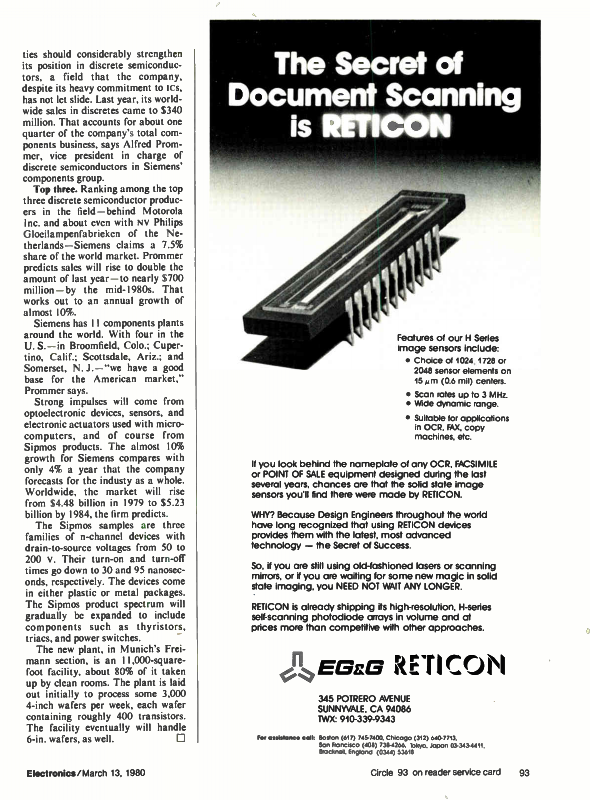 ties should considerably strengthen
its position in discrete semiconduc-
tors, a field that the company,
despite its heavy commitment to ICs,
has not let slide. Last year, its world-
wide sales in discretes came to $340
million. That accounts for about one
quarter of the company's total com-
ponents business, says Alfred Prom-
mer, vice president in charge of
discrete semiconductors in Siemens'
components group.
Top three. Ranking among the top
three discrete semiconductor produc-
ers in the field—behind Motorola
Inc. and about even with NV Philips
Gloeilampenfabrieken of the Ne-
therlands—Siemens claims a 7.5%
share of the world market. Prommer
predicts sales will rise to double the
amount of last year—to nearly $700
million—by the mid-1980s. That
works out to an annual growth of
almost 10%.
Siemens has 11 components plants
around the world. With four in the
U. S.—in Broomfield, Colo.; Cuper-
tino, Calif.; Scottsdale, Ariz.; and
Somerset, N. J.—"we have a good
base for the American market,"
Prommer says.
Strong impulses will come from
optoelectronic devices, sensors, and
electronic actuators used with micro-
computers, and of course from
Sipmos products. The almost 10%
growth for Siemens compares with
only 4% a year that the company
forecasts for the industy as a whole.
Worldwide, the market will rise
from $4.48 billion in 1979 to $5.23
billion by 1984, the firm predicts.
The Sipmos samples are three
families of n-channel devices with
drain-to-source voltages from 50 to
200 V. Their turn-on and turn-off
times go down to 30 and 95 nanosec-
onds, respectively. The devices come
in either plastic or metal packages.
The Sipmos product spectrum will
gradually be expanded to include
components such as thyristors,
triacs, and power switches.
The new plant, in Munich's Frei-
mann section, is an 11,000-square-
foot facility, about 80% of it taken
up by clean rooms. The plant is laid
out initially to process some 3,000
4-inch wafers per week, each wafer
containing roughly 400 transistors.
The facility eventually will handle
6-in. wafers, as well. □
The Secret of
Document Scanning
is RETICON
Features of our H Series
image sensors include:
• Choice of 1024, 1728 or
2048 sensor elements on
15 μm (0.6 mil) centers.
• Scan rates up to 3 MHz.
• Wide dynamic range.
• Suitable for applications
in OCR, FAX, copy
machines, etc.
If you look behind the nameplate of any OCR, FACSIMILE
or POINT OF SALE equipment designed during the last
several years, chances are that the solid state image
sensors you'll find there were made by RETICON.
WHY? Because Design Engineers throughout the world
have long recognized that using RETICON devices
provides them with the latest, most advanced
technology — the Secret of Success.
So, if you are still using old-fashioned lasers or scanning
mirrors, or if you are waiting for some new magic in solid
state imaging, you NEED NOT WAIT ANY LONGER.
RETICON is already shipping its high-resolution, H-series
self-scanning photodiode arrays in volume and at
prices more than competitive with other approaches.
EG&G RETICON
345 POTRERO AVENUE
SUNNYVALE, CA 94086
TWX: 910-339-9343
For assistance call: Boston (617) 745-7400, Chicago (312) 640-7713,
San Francisco (408) 738-4266, Tokyo, Japan 03-343-4411,
Bracknell, England (0344) 53618
Electronics/March 13, 1980
Circle 93 on reader service card 93